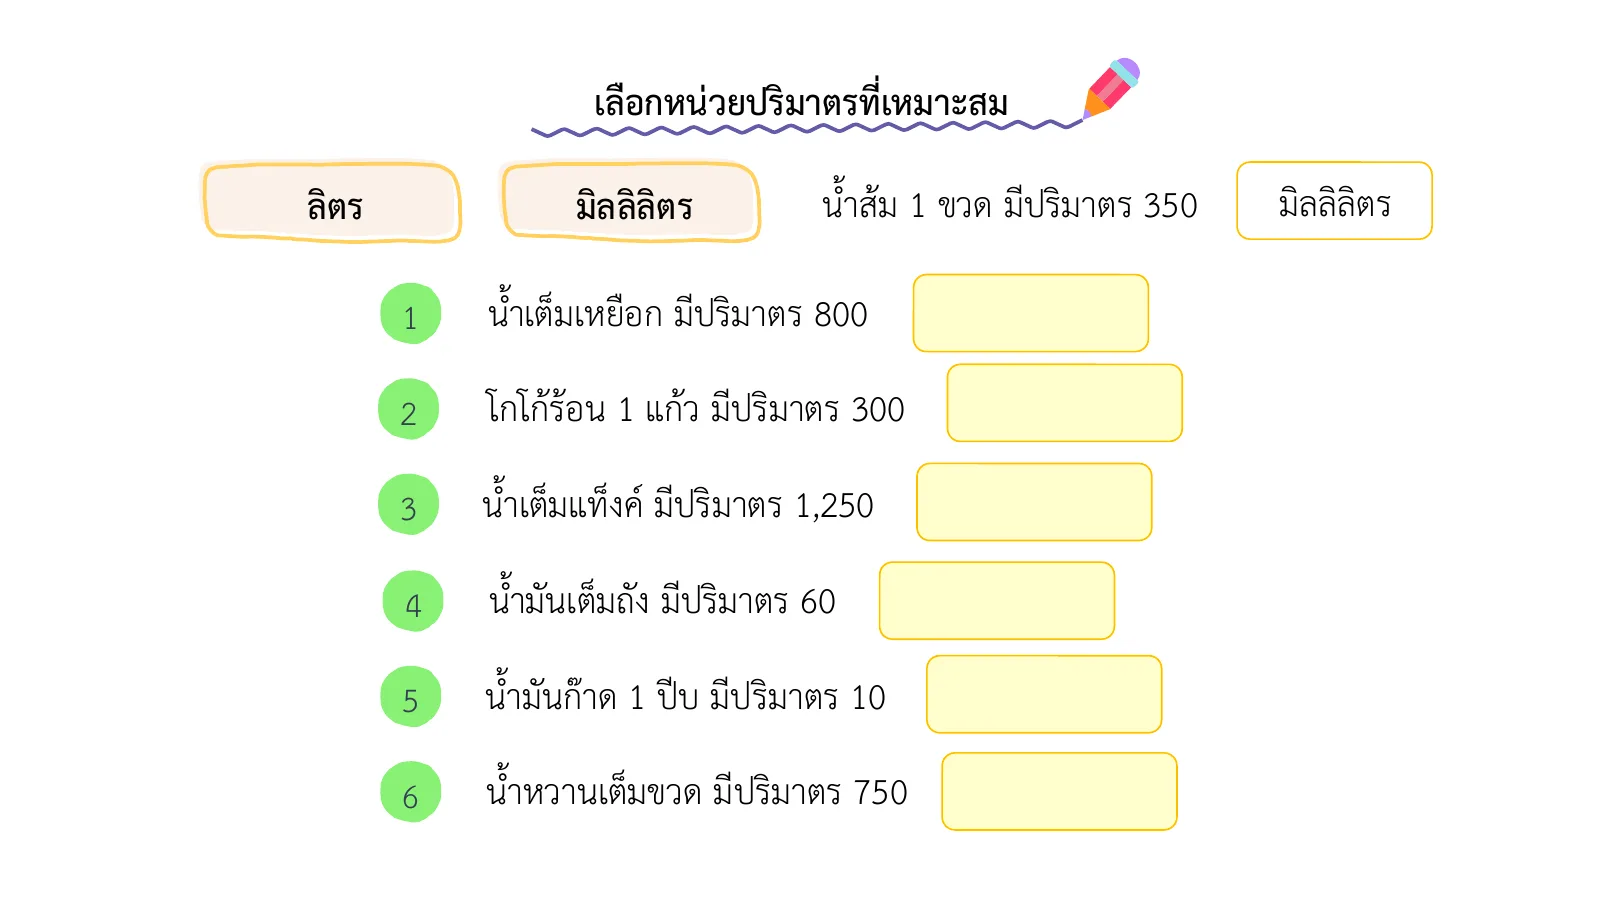 เลือกหน่วยปริมาตรที่เหมาะสม
ลิตร มิลลิลิตร น้ำส้ม 1 ขวด มีปริมาตร 350 มิลลิลิตร
1 น้ำเต็มเหยือก มีปริมาตร 800
2 โกโก้ร้อน 1 แก้ว มีปริมาตร 300
3 น้ำเต็มแท็งค์ มีปริมาตร 1,250
4 น้ำมันเต็มถัง มีปริมาตร 60
5 น้ำมันก๊าด 1 ปีบ มีปริมาตร 10
6 น้ำหวานเต็มขวด มีปริมาตร 750